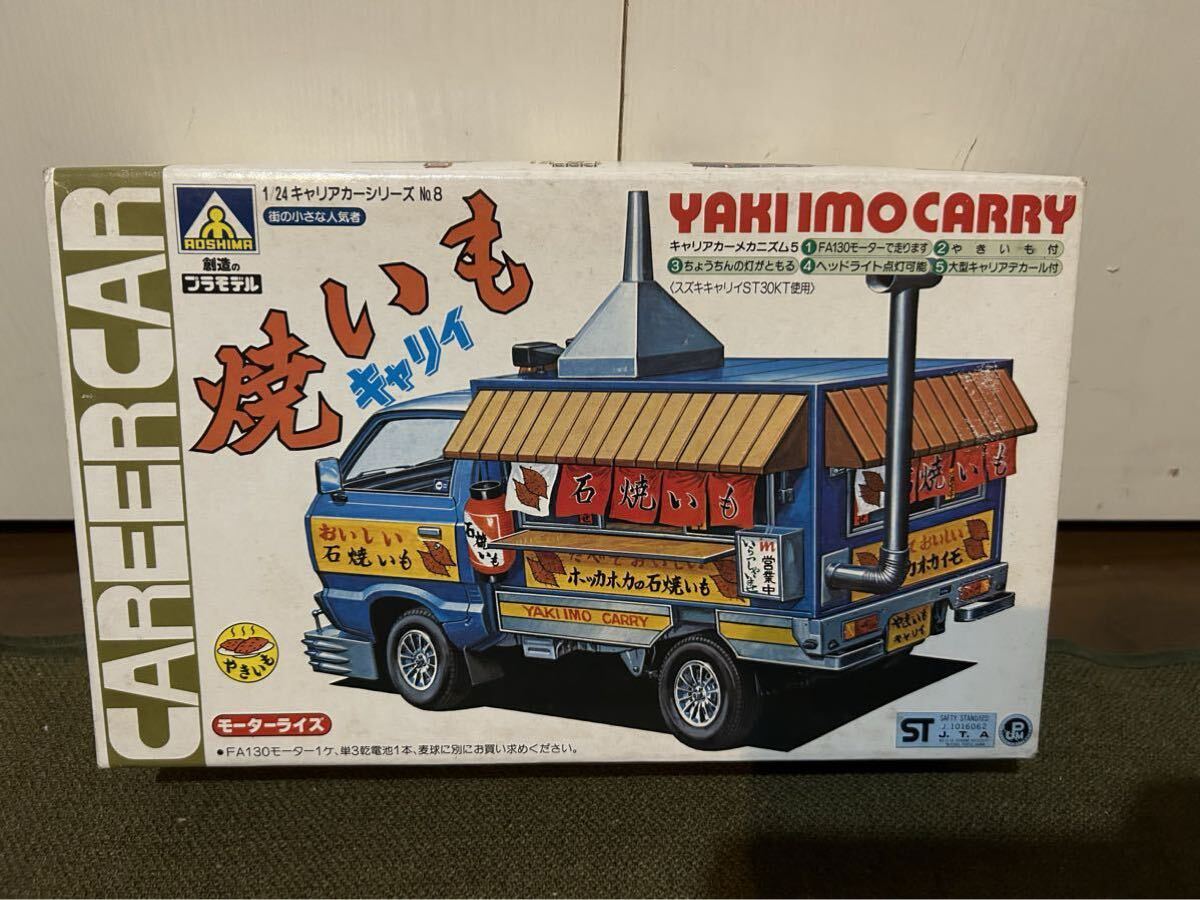 CAREER CAR
AOSHIMA
創造の
プラモデル
1/24 キャリアカーシリーズ No.8
街の小さな人気者
焼いも
キャリイ
YAKI IMO CARRY
キャリアカーメカニズム5 ①FA130モーターで走ります ②やきいも付
③ちょうちんの灯がともる ④ヘッドライト点灯可能 ⑤大型キャリアデカール付
〈スズキキャリイST30KT使用〉
石焼いも
焼いも
おいしい
石焼いも
石焼いも
ホッカホカの石焼いも
いらっしゃいませ
営業中
おいしい
カホカイモ
YAKI IMO CARRY
やきいも
キャリイ
やきいも
モーターライズ
●FA130モーター1ケ、単3乾電池1本、麦球は別にお買い求めください。
ST
J. 1016062
J. T. A